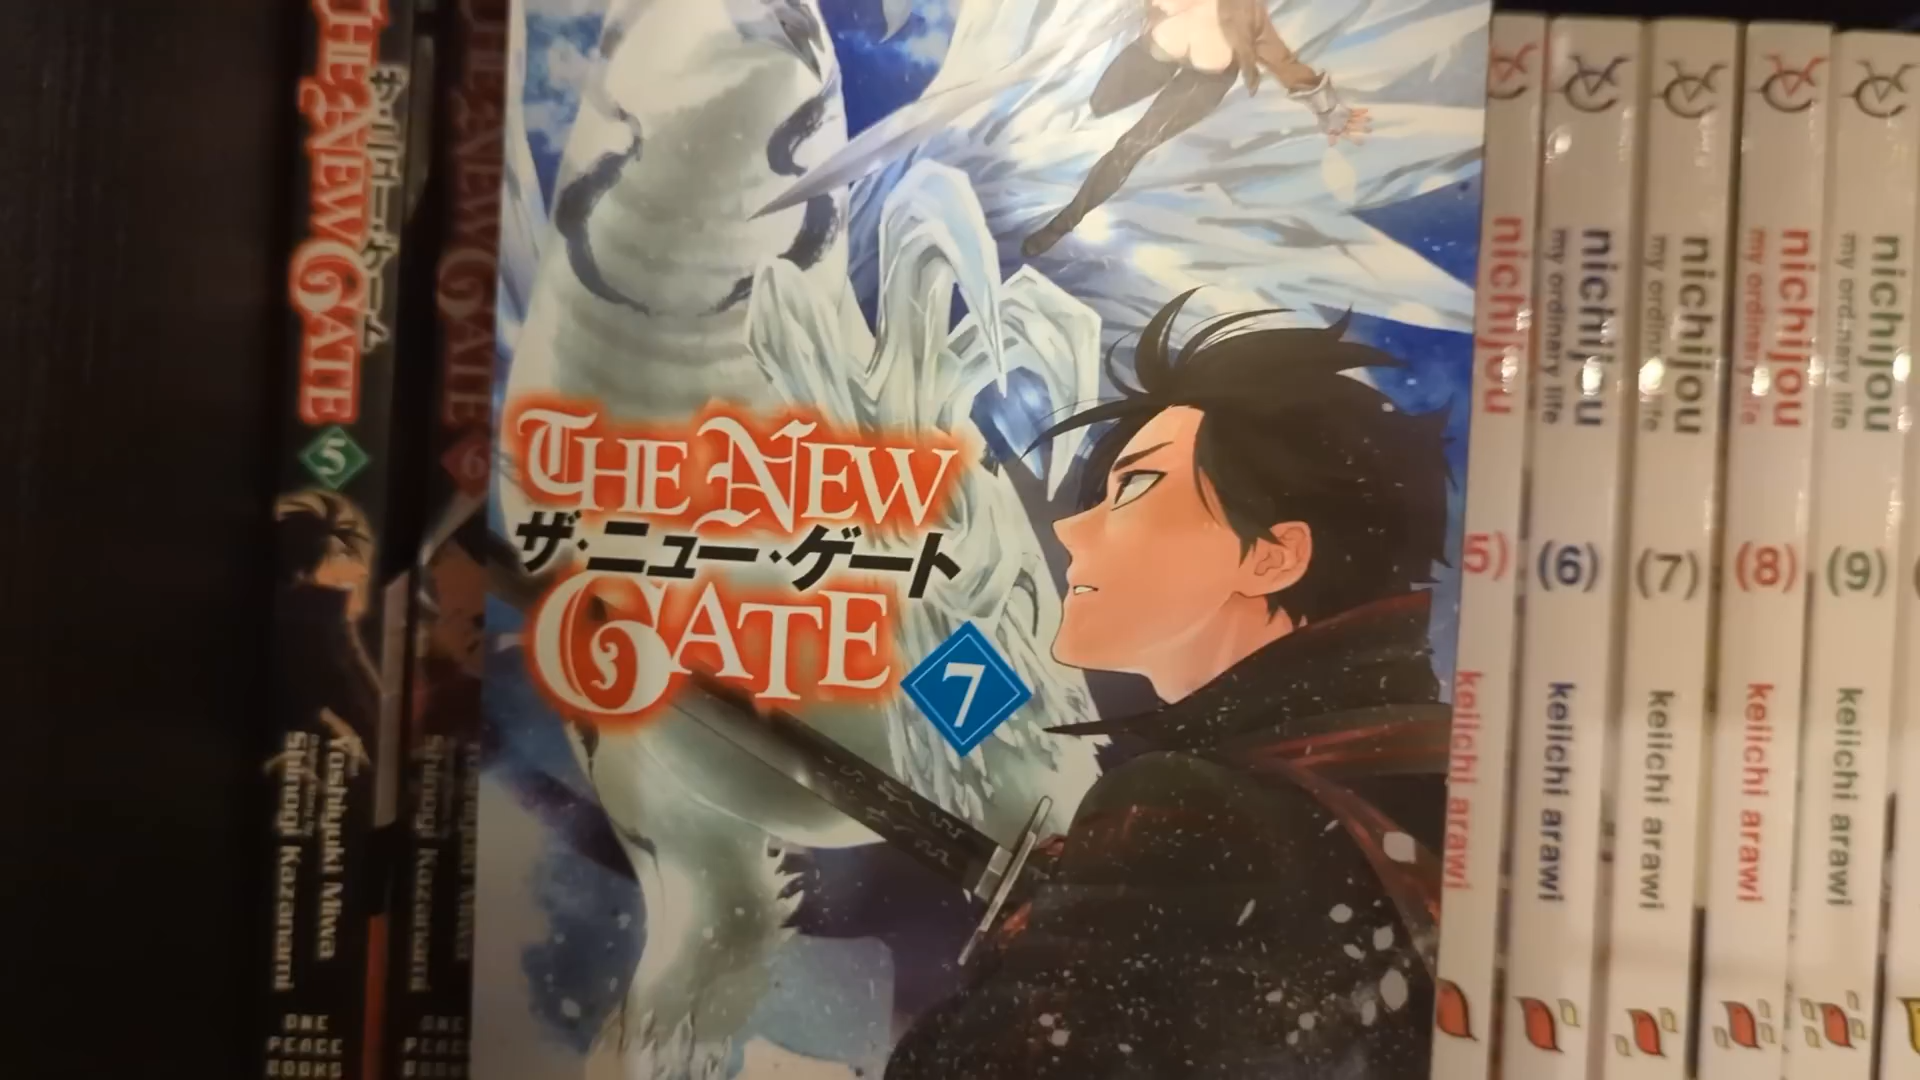 THE NEW GATE
ザ・ニュー・ゲート
5
Yoshiyuki Miwa
Shinogi Kazanami
ONE
PEACE
BOOKS
THE NEW GATE
6
Shinogi Kazanami
ONE
PEACE
BOOKS
THE NEW
ザ・ニュー・ゲート
GATE
7
nichijou
5)
keiichi arawi
nichijou
my ordinary life
(6)
keiichi arawi
nichijou
my ordinary life
(7)
keiichi arawi
nichijou
my ordinary life
(8)
keiichi arawi
nichijou
my ordinary life
(9)
keiichi arawi